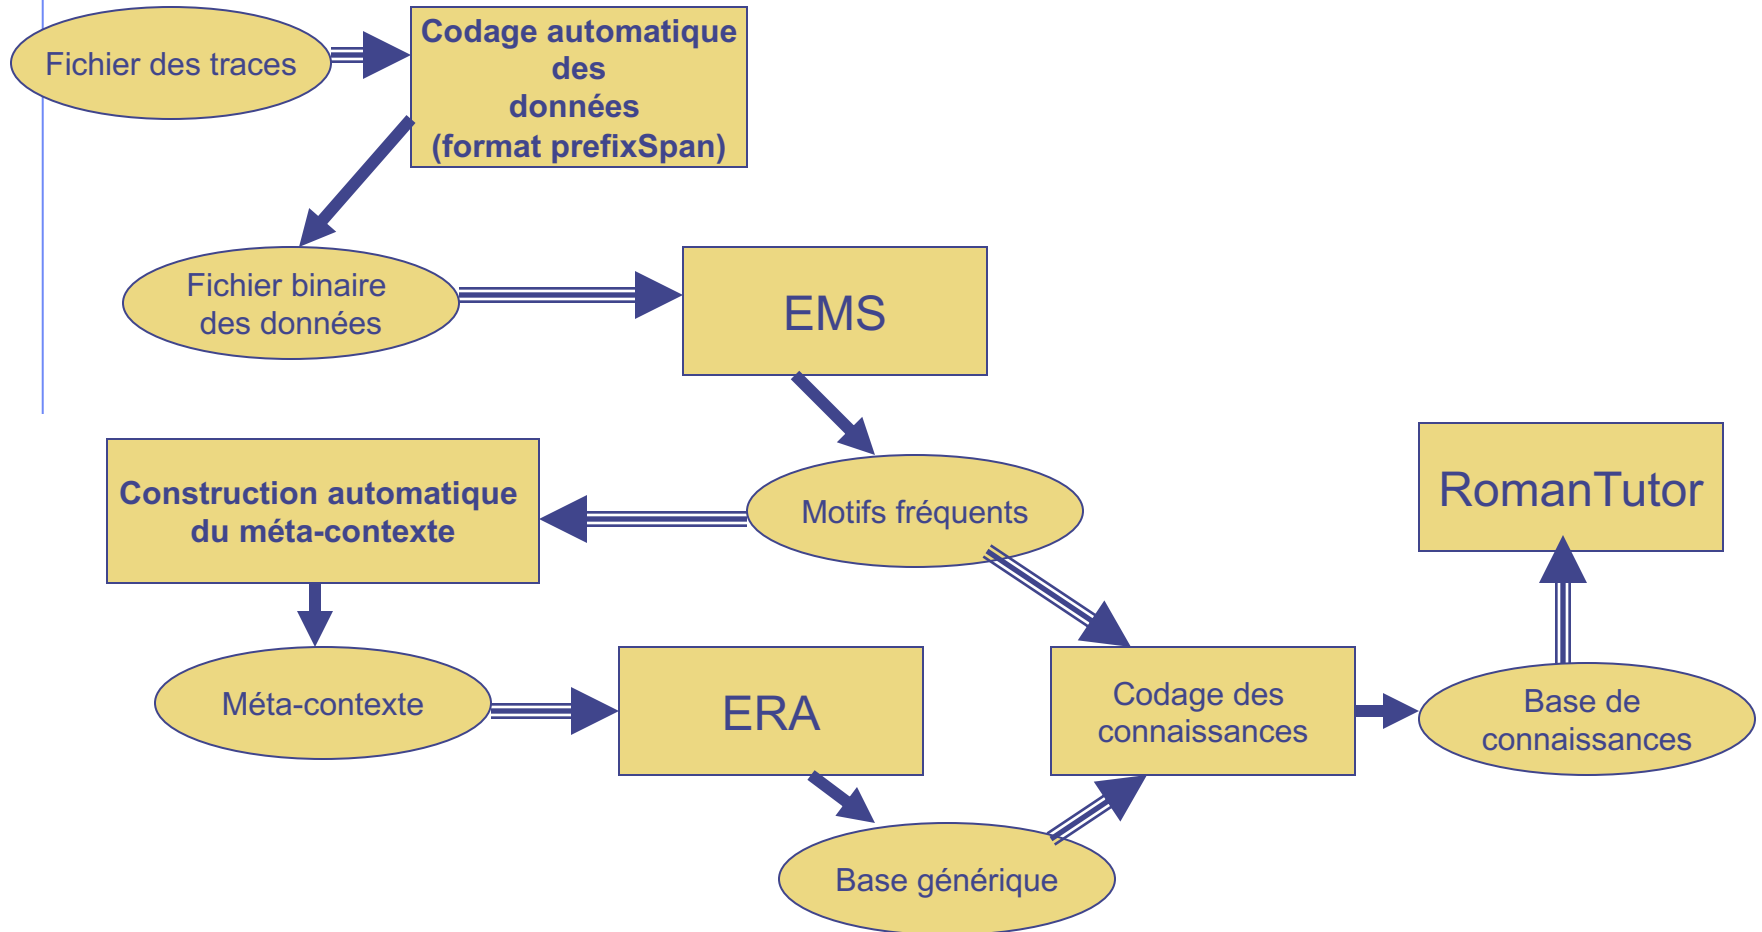 Fichier des traces
Codage automatique
des
données
(format prefixSpan)
Fichier binaire
des données
EMS
Construction automatique
du méta-contexte
Motifs fréquents
RomanTutor
Méta-contexte
ERA
Codage des
connaissances
Base de
connaissances
Base générique